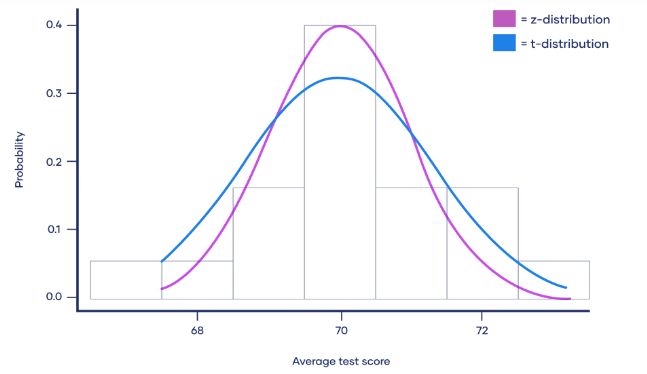 = z-distribution
= t-distribution
0.4
0.3
0.2
0.1
0.0
Probability
68 70 72
Average test score